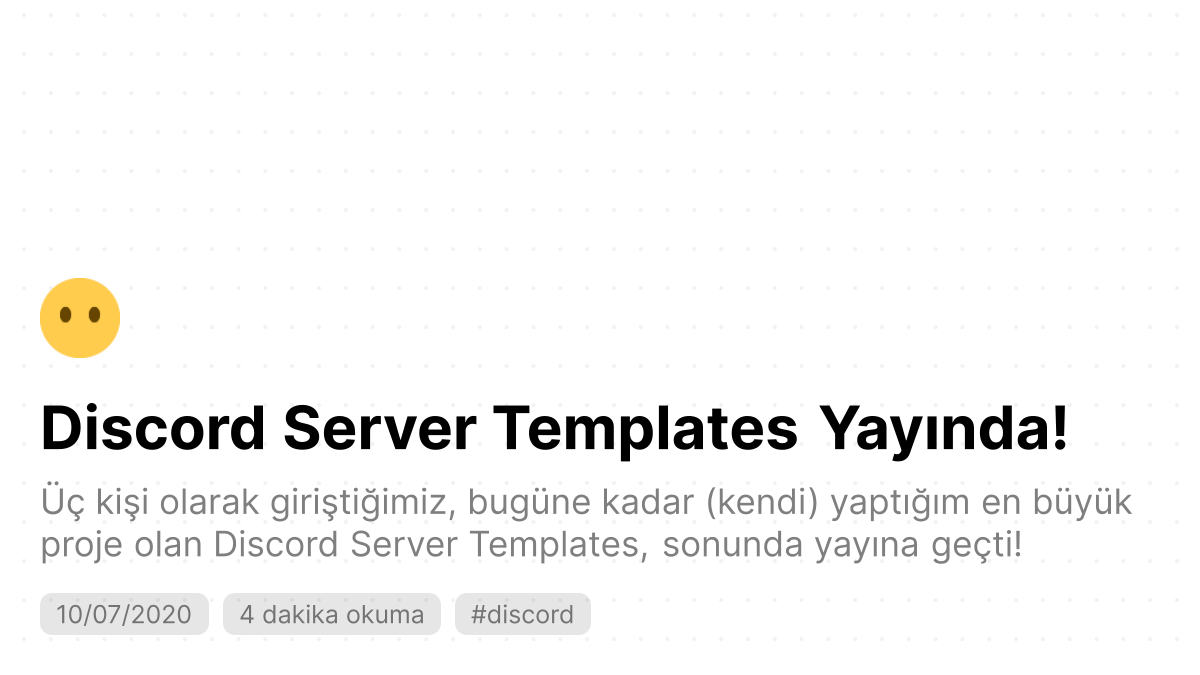 Discord Server Templates Yayında!
Üç kişi olarak giriştiğimiz, bugüne kadar (kendi) yaptığım en büyük
proje olan Discord Server Templates, sonunda yayına geçti!
10/07/2020 4 dakika okuma #discord